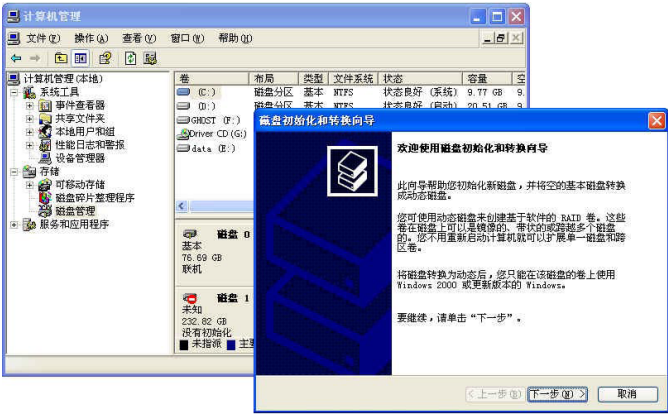 计算机管理
文件(F) 操作(A) 查看(V) 窗口(W) 帮助(H)
计算机管理(本地)
系统工具
事件查看器
共享文件夹
本地用户和组
性能日志和警报
设备管理器
存储
可移动存储
磁盘碎片整理程序
磁盘管理
服务和应用程序
卷 布局 类型 文件系统 状态 容量
(C:) 磁盘分区 基本 NTFS 状态良好 (系统) 9.77 GB 9.
(D:) 磁盘分区 基本 NTFS 状态良好 (启动) 20.51 GB 9
GHOST (F:)
Driver CD (G:)
data (E:)
磁盘 0
基本
76.69 GB
联机
磁盘 1
未知
232.82 GB
没有初始化
未指派 主要
磁盘初始化和转换向导
欢迎使用磁盘初始化和转换向导
此向导帮助您初始化新磁盘，并将空的基本磁盘转换
成动态磁盘。
您可使用动态磁盘来创建基于软件的 RAID 卷。这些
卷在磁盘上可以是镜像的、带状的或跨越多个磁盘
的。您不用重新启动计算机就可以扩展单一磁盘和跨
区卷。
将磁盘转换为动态后，您只能在该磁盘的卷上使用
Windows 2000 或更新版本的 Windows。
要继续，请单击“下一步”。
< 上一步(B) 下一步(N) > 取消